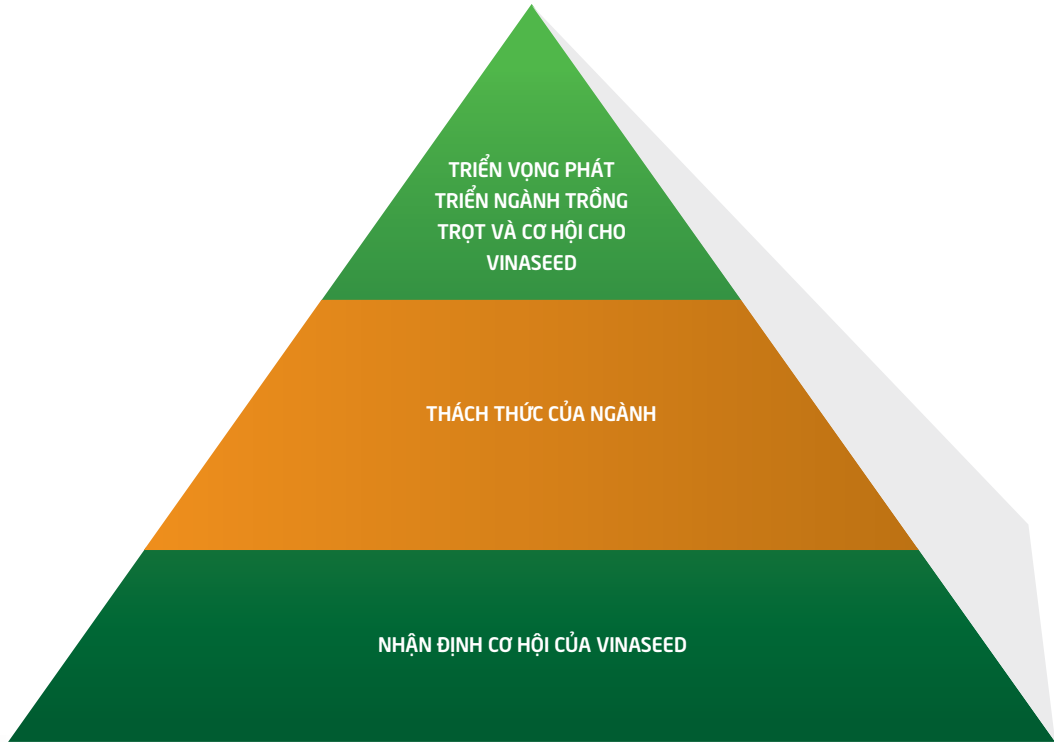 TRIỂN VỌNG PHÁT
TRIỂN NGÀNH TRỒNG
TRỌT VÀ CƠ HỘI CHO
VINASEED
THÁCH THỨC CỦA NGÀNH
NHẬN ĐỊNH CƠ HỘI CỦA VINASEED